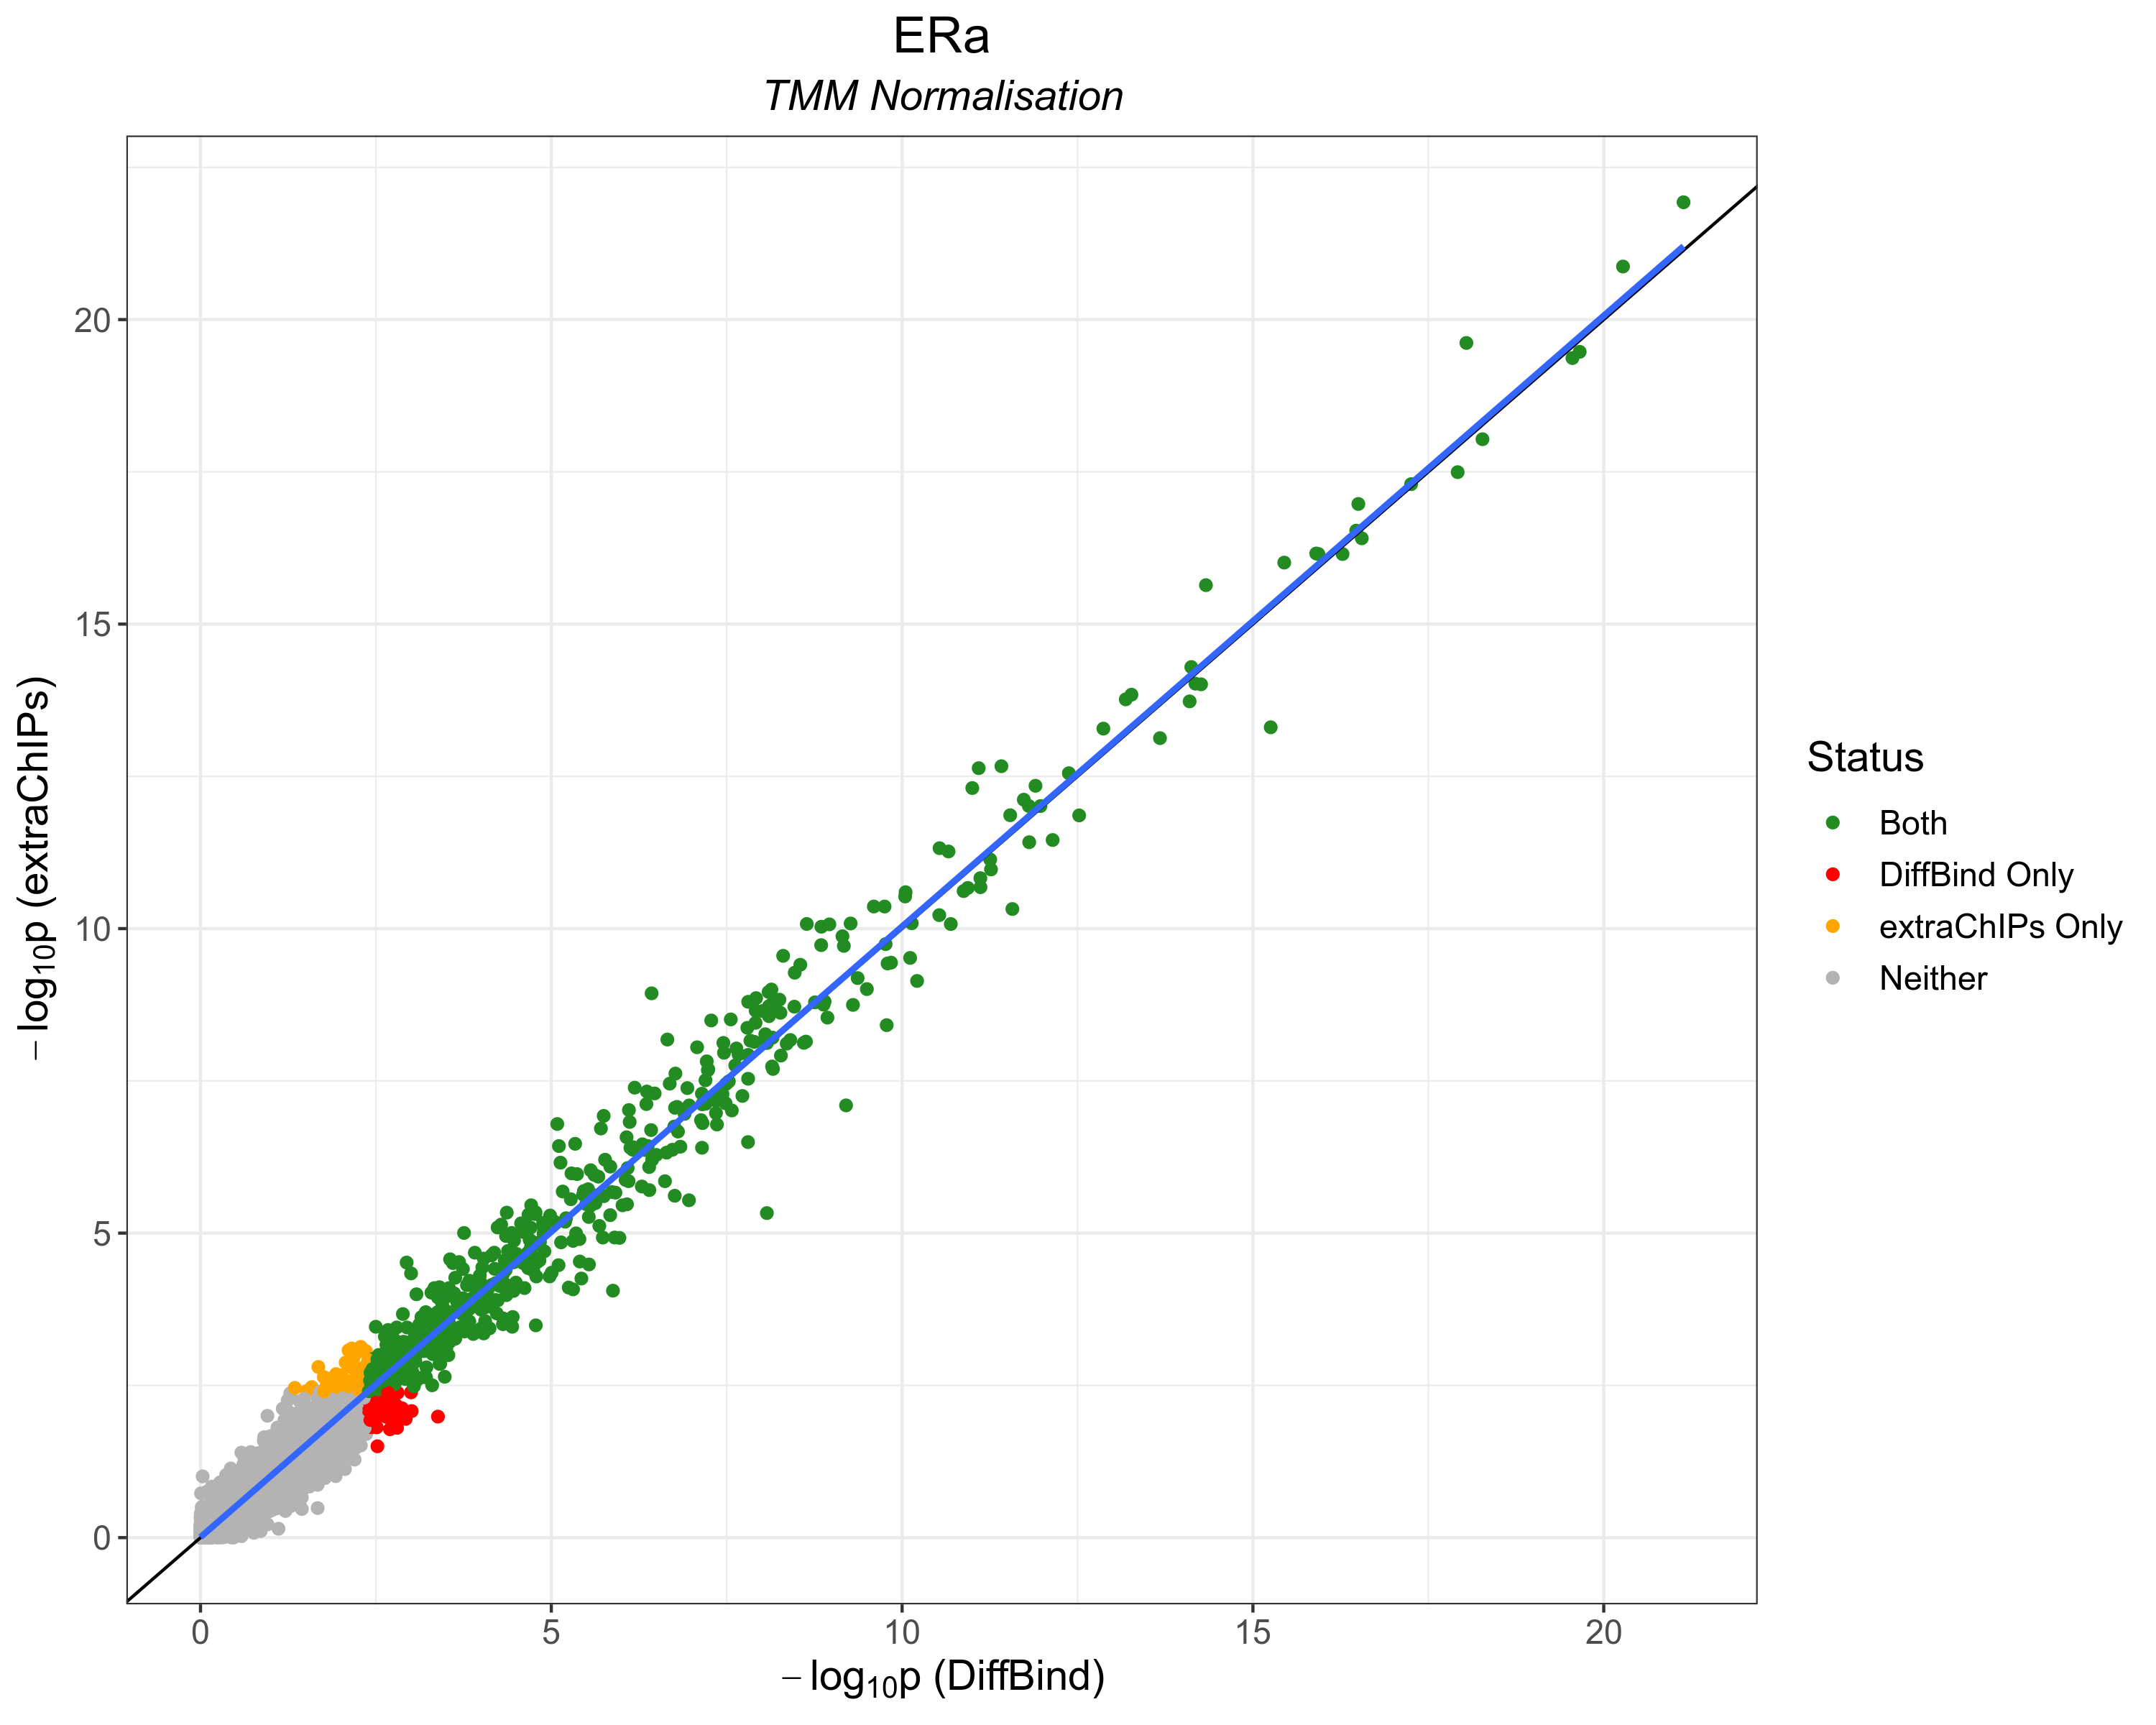 ERa
TMM Normalisation
− log10p (extraChIPs)
20
15
10
5
0
0 5 10 15 20
− log10p (DiffBind)
Status
Both
DiffBind Only
extraChIPs Only
Neither